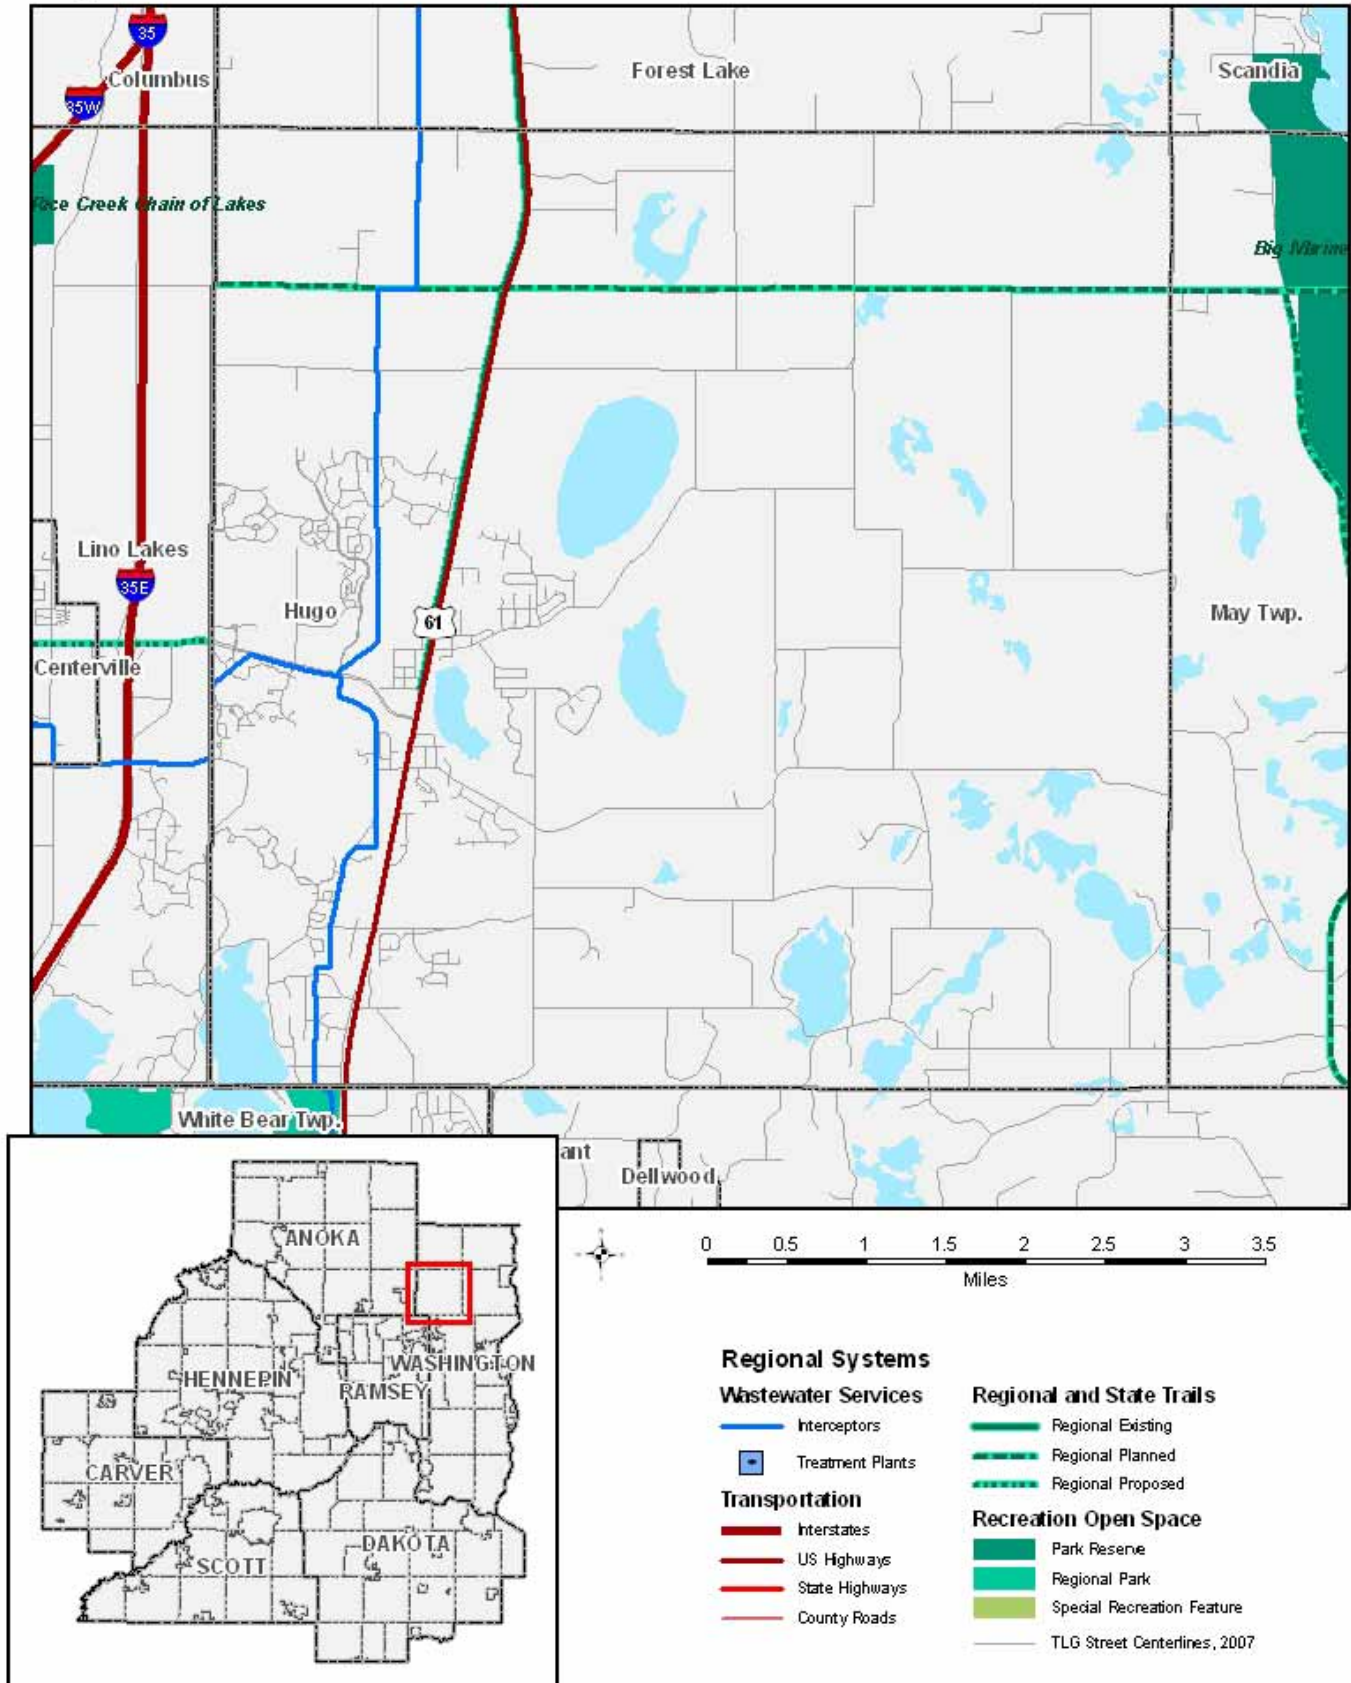 35
Columbus
Forest Lake
Scandia
35W
Rice Creek Chain of Lakes
Big Marine
Lino Lakes
35E
Hugo
61
May Twp.
Centerville
White Bear Twp.
ant
Dellwood
ANOKA
HENNEPIN
RAMSEY
WASHINGTON
CARVER
SCOTT
DAKOTA
0 0.5 1 1.5 2 2.5 3 3.5
Miles
Regional Systems
Wastewater Services
Interceptors
Treatment Plants
Transportation
Interstates
US Highways
State Highways
County Roads
Regional and State Trails
Regional Existing
Regional Planned
Regional Proposed
Recreation Open Space
Park Reserve
Regional Park
Special Recreation Feature
TLG Street Centerlines, 2007